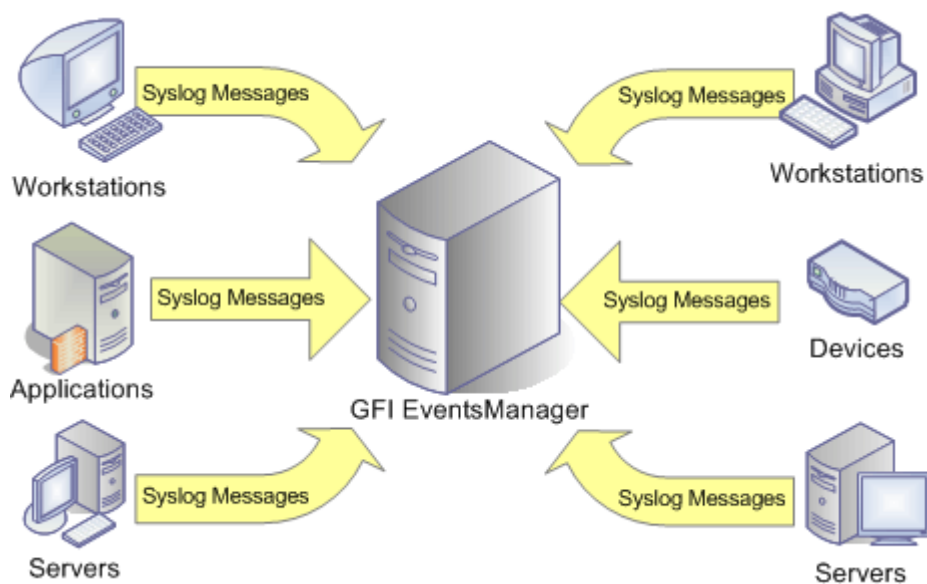 Syslog Messages
Syslog Messages
Workstations
Workstations
Syslog Messages
Syslog Messages
Applications
Devices
GFI EventsManager
Syslog Messages
Syslog Messages
Servers
Servers